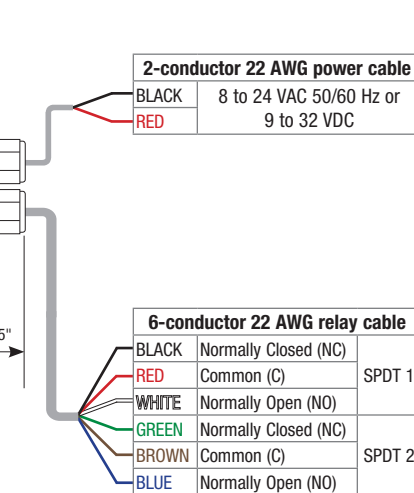 2-conductor 22 AWG power cable
BLACK 8 to 24 VAC 50/60 Hz or
RED 9 to 32 VDC
5"
6-conductor 22 AWG relay cable
BLACK Normally Closed (NC)
RED Common (C) SPDT 1
WHITE Normally Open (NO)
GREEN Normally Closed (NC)
BROWN Common (C) SPDT 2
BLUE Normally Open (NO)